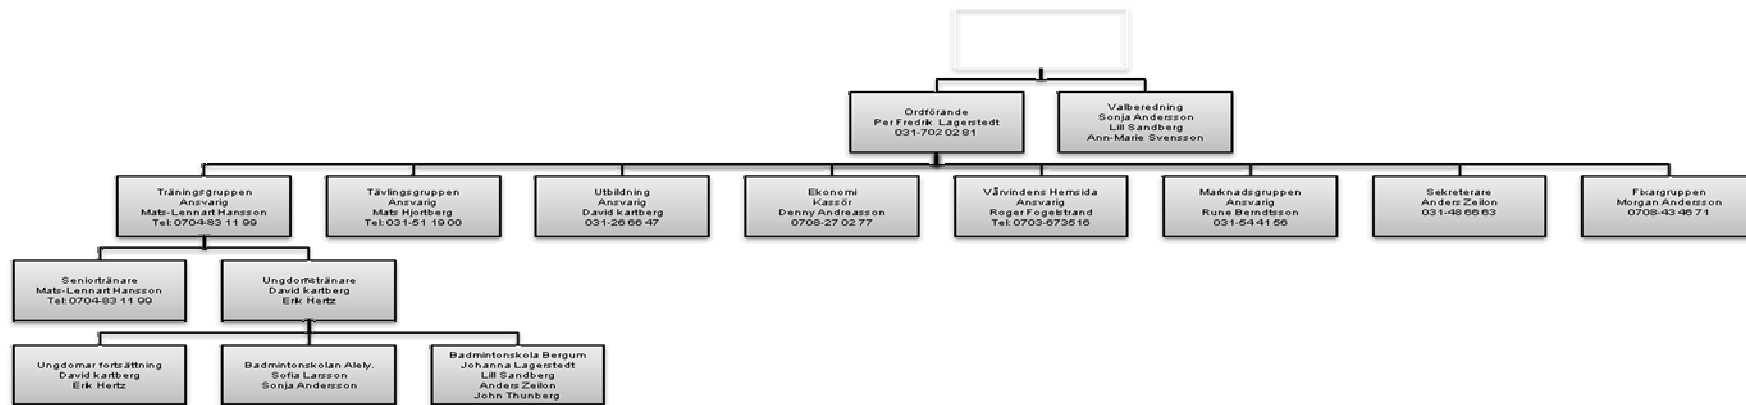 Ordförande
Per Fredrik Lagerstedt
031-702 02 81
Valberedning
Sonja Andersson
Lill Sandberg
Ann-Marie Svensson
Träningsgruppen
Ansvarig
Mats-Lennart Hansson
Tel: 0704-83 11 99
Tävlingsgruppen
Ansvarig
Mats Hjortberg
Tel: 031-51 19 00
Utbildning
Ansvarig
David kartberg
031-26 66 47
Ekonomi
Kassör
Denny Andreasson
0708-27 02 77
Vårvindens Hemsida
Ansvarig
Roger Fogelstrand
Tel: 0703-673516
Marknadsgruppen
Ansvarig
Rune Berndtsson
031-54 41 56
Sekreterare
Anders Zeilon
031-48 66 63
Fixargruppen
Morgan Andersson
0708-43 46 71
Seniortränare
Mats-Lennart Hansson
Tel: 0704-83 11 99
Ungdomstränare
David kartberg
Erik Hertz
Ungdomar fortsättning
David kartberg
Erik Hertz
Badmintonskolan Alely.
Sofia Larsson
Sonja Andersson
Badmintonskola Bergum
Johanna Lagerstedt
Lill Sandberg
Anders Zeilon
John Thunberg